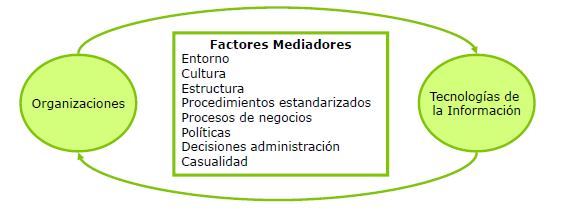 Organizaciones
Factores Mediadores
Entorno
Cultura
Estructura
Procedimientos estandarizados
Procesos de negocios
Políticas
Decisiones administración
Casualidad
Tecnologías de
la Información